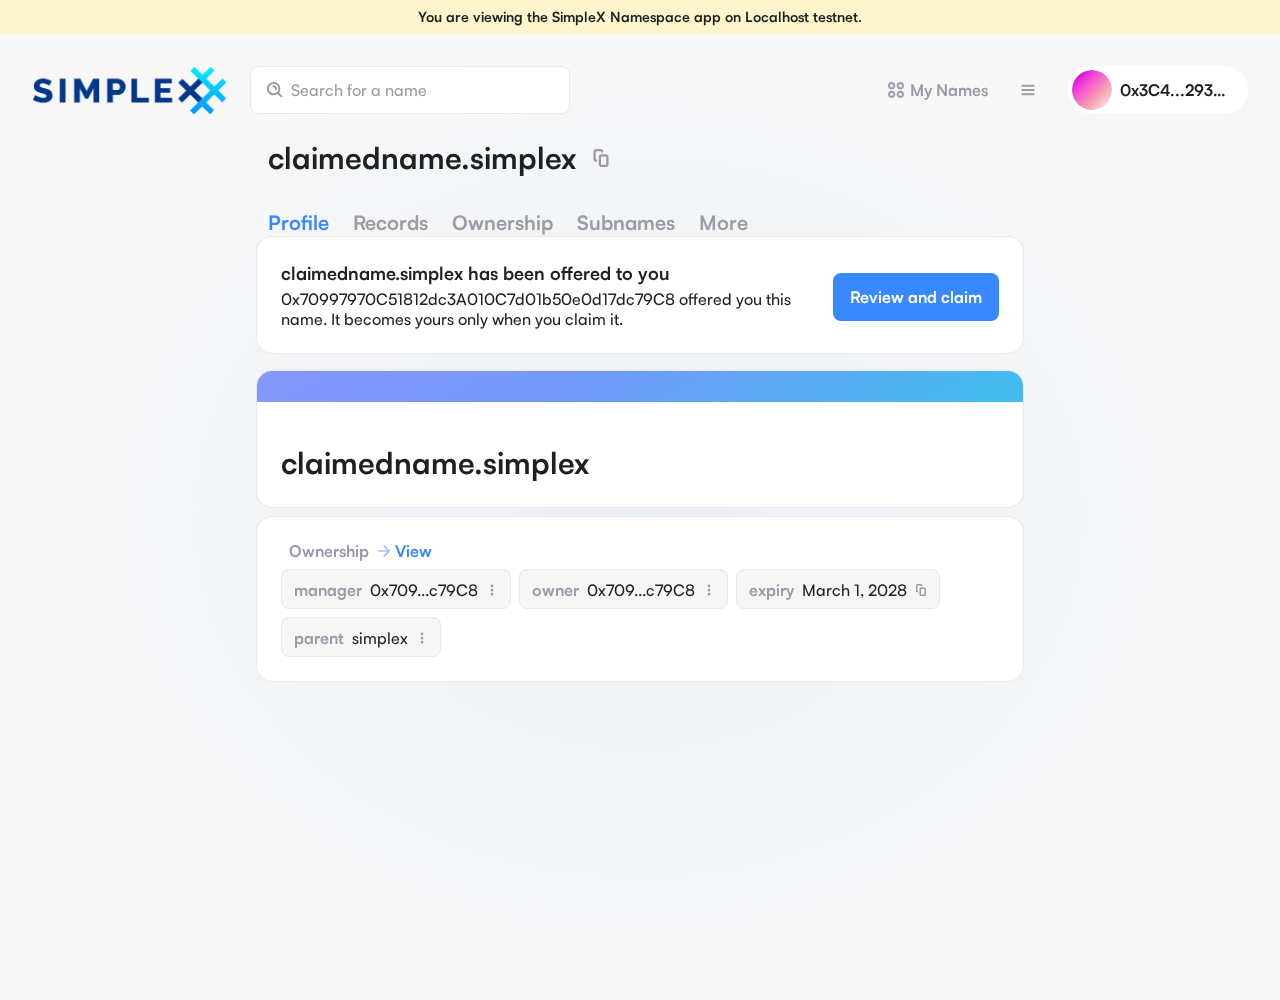 You are viewing the SimpleX Namespace app on Localhost testnet.
SIMPLEX
Search for a name
My Names
0x3C4...293...
claimedname.simplex
Profile Records Ownership Subnames More
claimedname.simplex has been offered to you
0x70997970C51812dc3A010C7d01b50e0d17dc79C8 offered you this
name. It becomes yours only when you claim it.
Review and claim
claimedname.simplex
Ownership View
manager 0x709...c79C8 owner 0x709...c79C8 expiry March 1, 2028
parent simplex